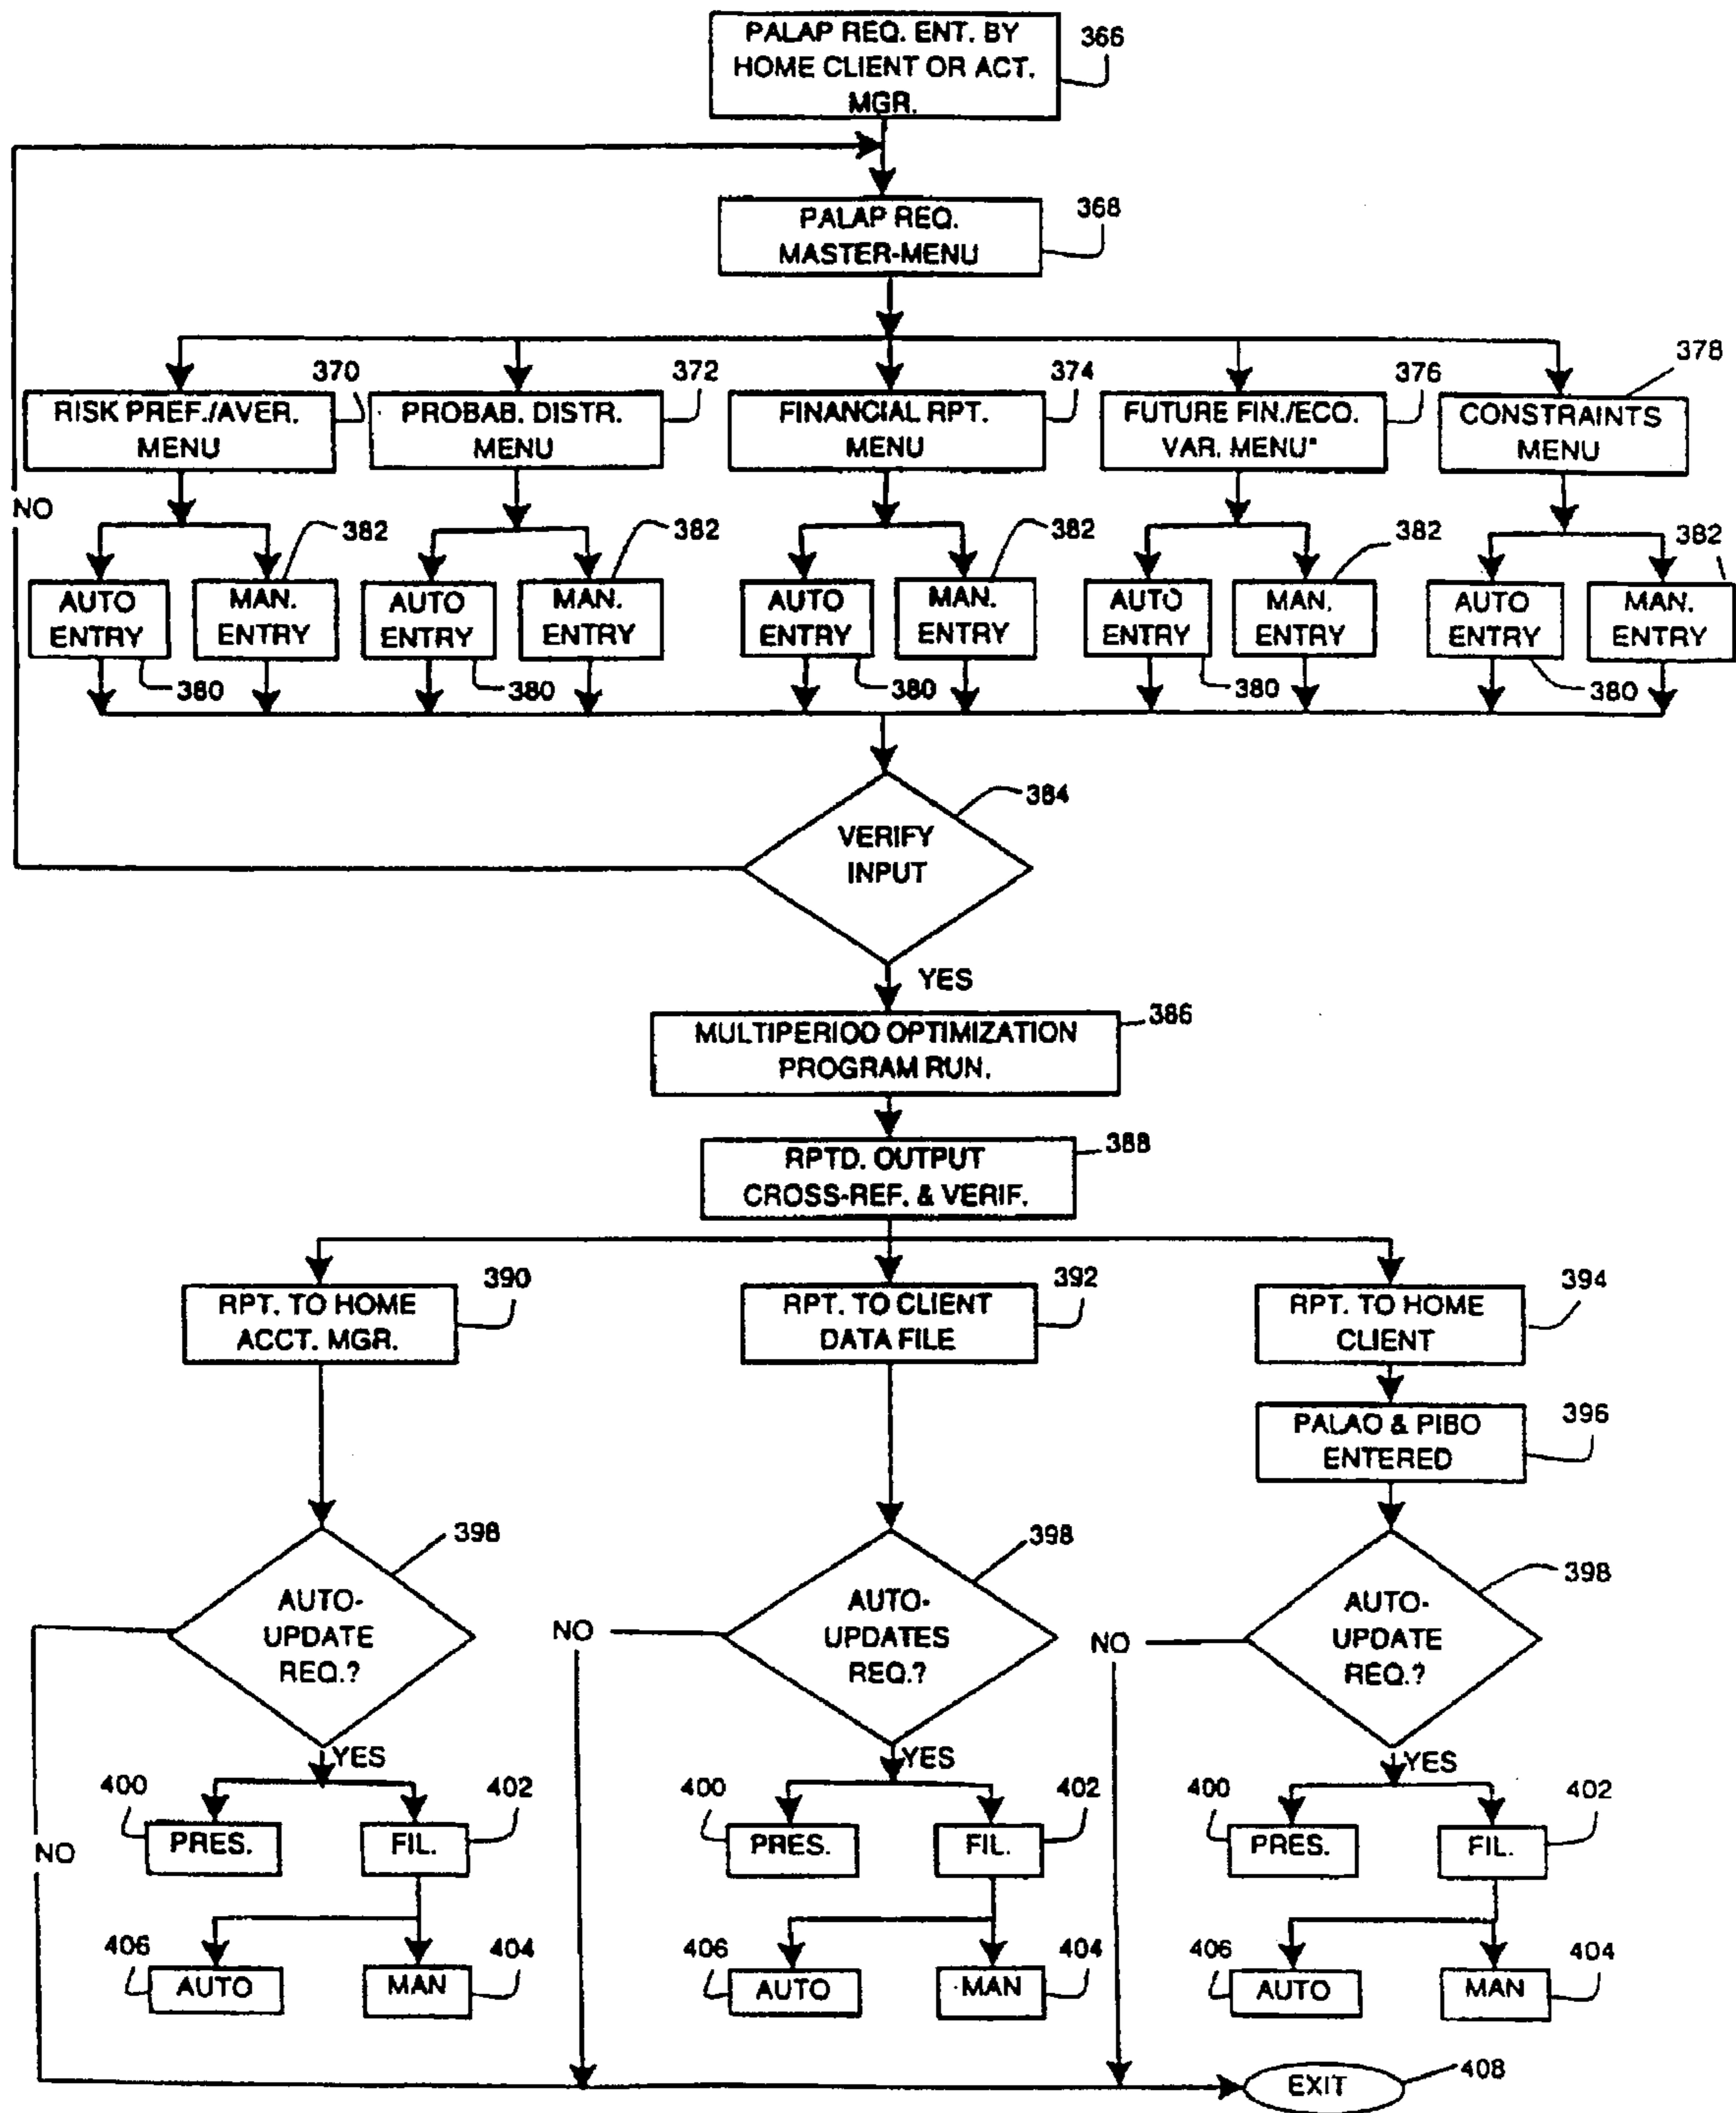 PALAP REQ. ENT. BY
HOME CLIENT OR ACT.
MGR.
366
PALAP REQ.
MASTER-MENU
368
RISK PREF./AVER.
MENU
370
PROBAB. DISTR.
MENU
372
FINANCIAL RPT.
MENU
374
FUTURE FIN./ECO.
VAR. MENU"
376
CONSTRAINTS
MENU
378
NO
AUTO
ENTRY
380
MAN.
ENTRY
382
AUTO
ENTRY
380
MAN.
ENTRY
382
AUTO
ENTRY
380
MAN.
ENTRY
382
AUTO
ENTRY
380
MAN.
ENTRY
382
AUTO
ENTRY
380
MAN.
ENTRY
382
VERIFY
INPUT
384
YES
MULTIPERIOD OPTIMIZATION
PROGRAM RUN.
386
RPTD. OUTPUT
CROSS-REF. & VERIF.
388
RPT. TO HOME
ACCT. MGR.
390
RPT. TO CLIENT
DATA FILE
392
RPT. TO HOME
CLIENT
394
PALAO & PIBO
ENTERED
396
AUTO-
UPDATE
REQ.?
398
NO
AUTO-
UPDATES
REQ.?
398
NO
AUTO-
UPDATE
REQ.?
398
NO
YES
400
PRES.
402
FIL.
YES
400
PRES.
402
FIL.
YES
400
PRES.
402
FIL.
406
AUTO
404
MAN
406
AUTO
404
MAN
406
AUTO
404
MAN
EXIT
408